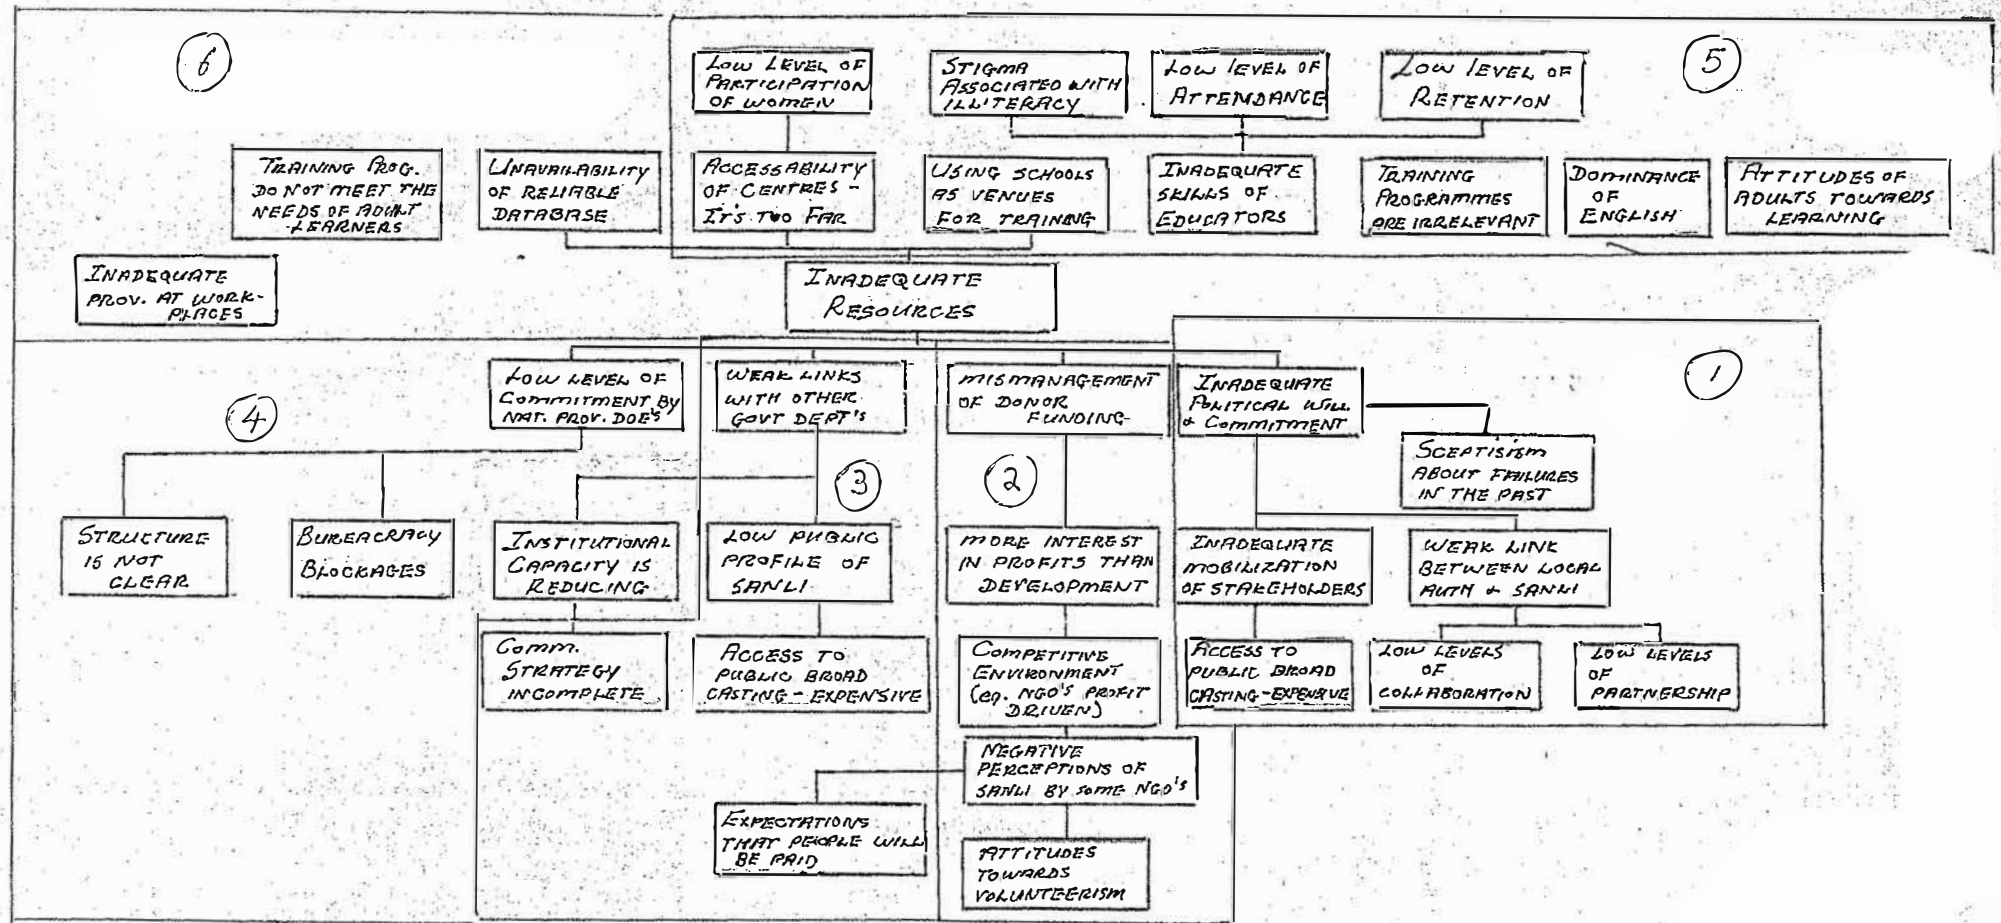 6
LOW LEVEL OF
PARTICIPATION
OF WOMEN
STIGMA
ASSOCIATED WITH
ILLITERACY
LOW LEVEL OF
ATTENDANCE
LOW LEVEL OF
RETENTION
5
TRAINING PROG.
DO NOT MEET THE
NEEDS OF ADULT
LEARNERS
UNAVAILABILITY
OF RELIABLE
DATABASE
ACCESSABILITY
OF CENTRES -
IT'S TOO FAR
USING SCHOOLS
AS VENUES
FOR TRAINING
INADEQUATE
SKILLS OF
EDUCATORS
TRAINING
PROGRAMMES
ARE IRRELEVANT
DOMINANCE
OF
ENGLISH
ATTITUDES OF
ADULTS TOWARDS
LEARNING
INADEQUATE
PROV. AT WORK-
PLACES
INADEQUATE
RESOURCES
4
LOW LEVEL OF
COMMITMENT BY
NAT. PROV. DOE'S
WEAK LINKS
WITH OTHER
GOVT DEPT'S
MISMANAGEMENT
OF DONOR
FUNDING
INADEQUATE
POLITICAL WILL
& COMMITMENT
1
SCEPTISISM
ABOUT FAILURES
IN THE PAST
3
2
STRUCTURE
IS NOT
CLEAR
BUREACRACY
BLOCKAGES
INSTITUTIONAL
CAPACITY IS
REDUCING
LOW PUBLIC
PROFILE OF
SANLI
MORE INTEREST
IN PROFITS THAN
DEVELOPMENT
INADEQUATE
MOBILIZATION
OF STAKEHOLDERS
WEAK LINK
BETWEEN LOCAL
AUTH & SANLI
COMM.
STRATEGY
INCOMPLETE
ACCESS TO
PUBLIC BROAD
CASTING - EXPENSIVE
COMPETITIVE
ENVIRONMENT
(eg. NGO'S PROFIT
DRIVEN)
ACCESS TO
PUBLIC BROAD
CASTING - EXPENSIVE
LOW LEVELS
OF
COLLABORATION
LOW LEVELS
OF
PARTNERSHIP
NEGATIVE
PERCEPTIONS OF
SANLI BY SOME NGO'S
EXPECTATIONS
THAT PEOPLE WILL
BE PAID
ATTITUDES
TOWARDS
VOLUNTEERISM